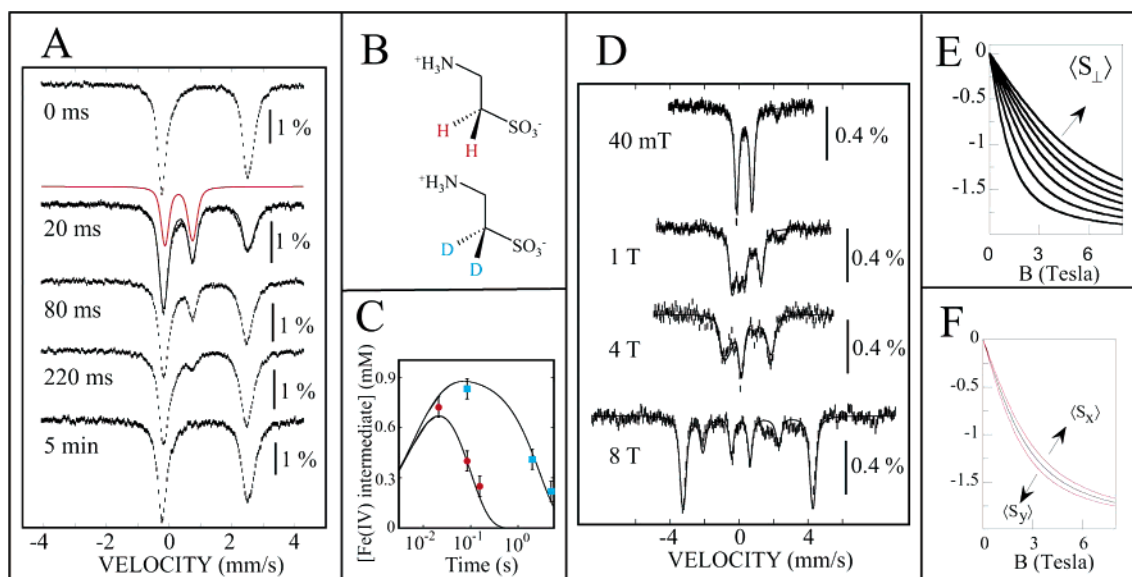 A
0 ms
1 %
20 ms
1 %
80 ms
1 %
220 ms
1 %
5 min
1 %
-4 -2 0 2 4
VELOCITY (mm/s)
B
⁺H₃N
H
H
SO₃⁻
⁺H₃N
D
D
SO₃⁻
C
[Fe(IV) intermediate] (mM)
0.9
0.6
0.3
0
10⁻² 10⁻¹ 10⁰
Time (s)
D
40 mT
0.4 %
1 T
0.4 %
4 T
0.4 %
8 T
0.4 %
-8 -4 0 4 8
VELOCITY (mm/s)
E
⟨S⊥⟩
0
-0.5
-1
-1.5
0 3 6
B (Tesla)
F
0
-0.5
-1
-1.5
⟨Sₓ⟩
⟨Sy⟩
0 3 6
B (Tesla)